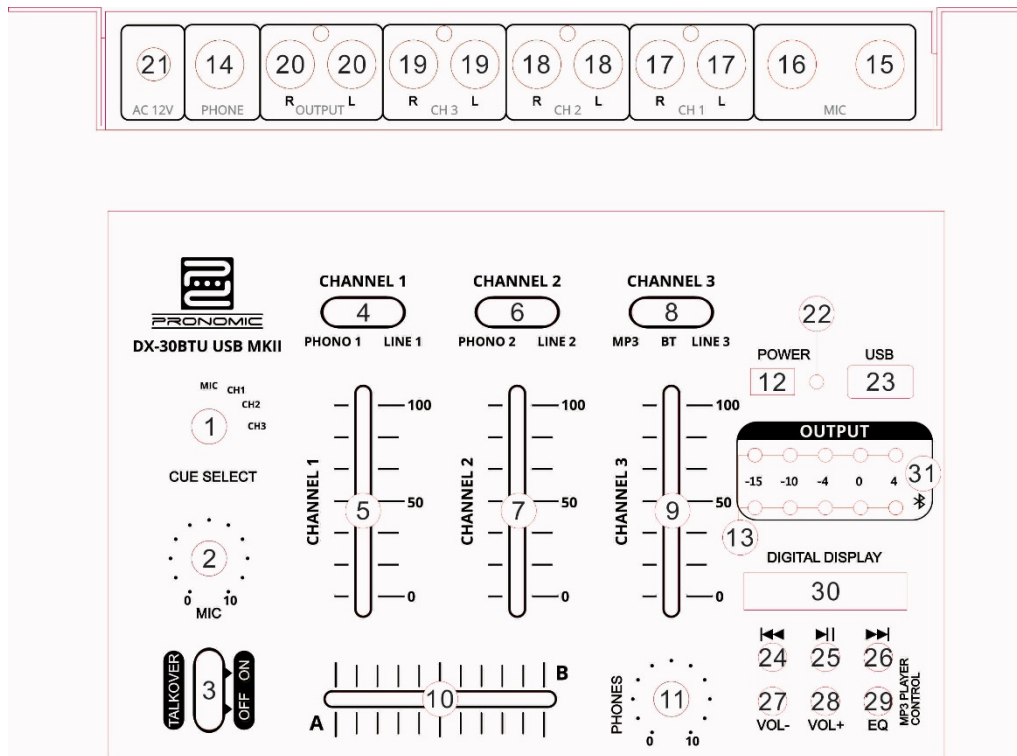 21 14 20 20 19 19 18 18 17 17 16 15
R L R L R L R L
AC 12V PHONE OUTPUT CH 3 CH 2 CH 1 MIC
PRONOMIC
DX-30BTU USB MKII
CHANNEL 1 CHANNEL 2 CHANNEL 3
4 6 8
PHONO 1 LINE 1 PHONO 2 LINE 2 MP3 BT LINE 3
22
POWER USB
12 23
MIC CH1 CH2 CH3
1
CUE SELECT
2
0 10
MIC
TALKOVER 3 OFF ON
CHANNEL 1
100
50
0
5
CHANNEL 2
100
50
0
7
CHANNEL 3
100
50
0
9
OUTPUT
-15 -10 -4 0 4 31
13
DIGITAL DISPLAY
30
24 25 26
27 28 29
VOL- VOL+ EQ
MP3 PLAYER
CONTROL
A 10 B
PHONES
11
0 10